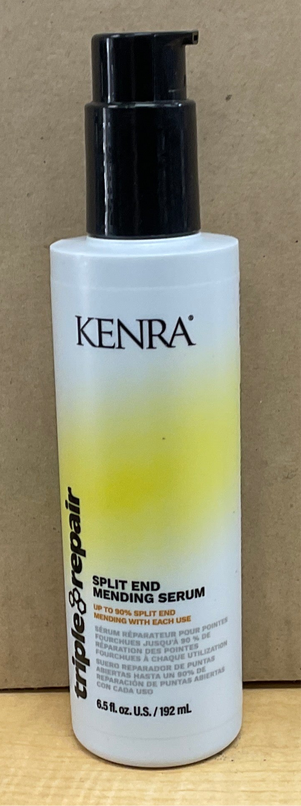 KENRA®
triple repair
SPLIT END
MENDING SERUM
UP TO 90% SPLIT END
MENDING WITH EACH USE
SÉRUM RÉPARATEUR POUR POINTES
FOURCHUES JUSQU'À 90 % DE
RÉPARATION DES POINTES
FOURCHUES À CHAQUE UTILIZATION
SUERO REPARADOR DE PUNTAS
ABIERTAS HASTA UN 90% DE
REPARACIÓN DE PUNTAS ABIERTAS
CON CADA USO
6.5 fl. oz. U.S. / 192 mL